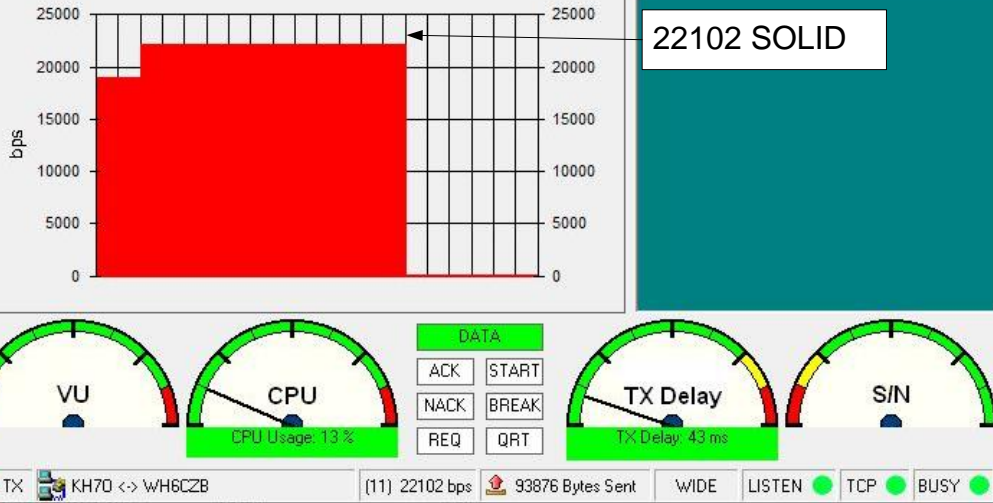 25000
25000
22102 SOLID
20000
20000
15000
15000
bps
10000
10000
5000
5000
0
0
DATA
VU
CPU
ACK
START
TX Delay
S/N
NACK
BREAK
CPU Usage: 13 %
REQ
QRT
TX Delay: 43 ms
TX
KH7O <-> WH6CZB
(11) 22102 bps
93876 Bytes Sent
WIDE
LISTEN
TCP
BUSY